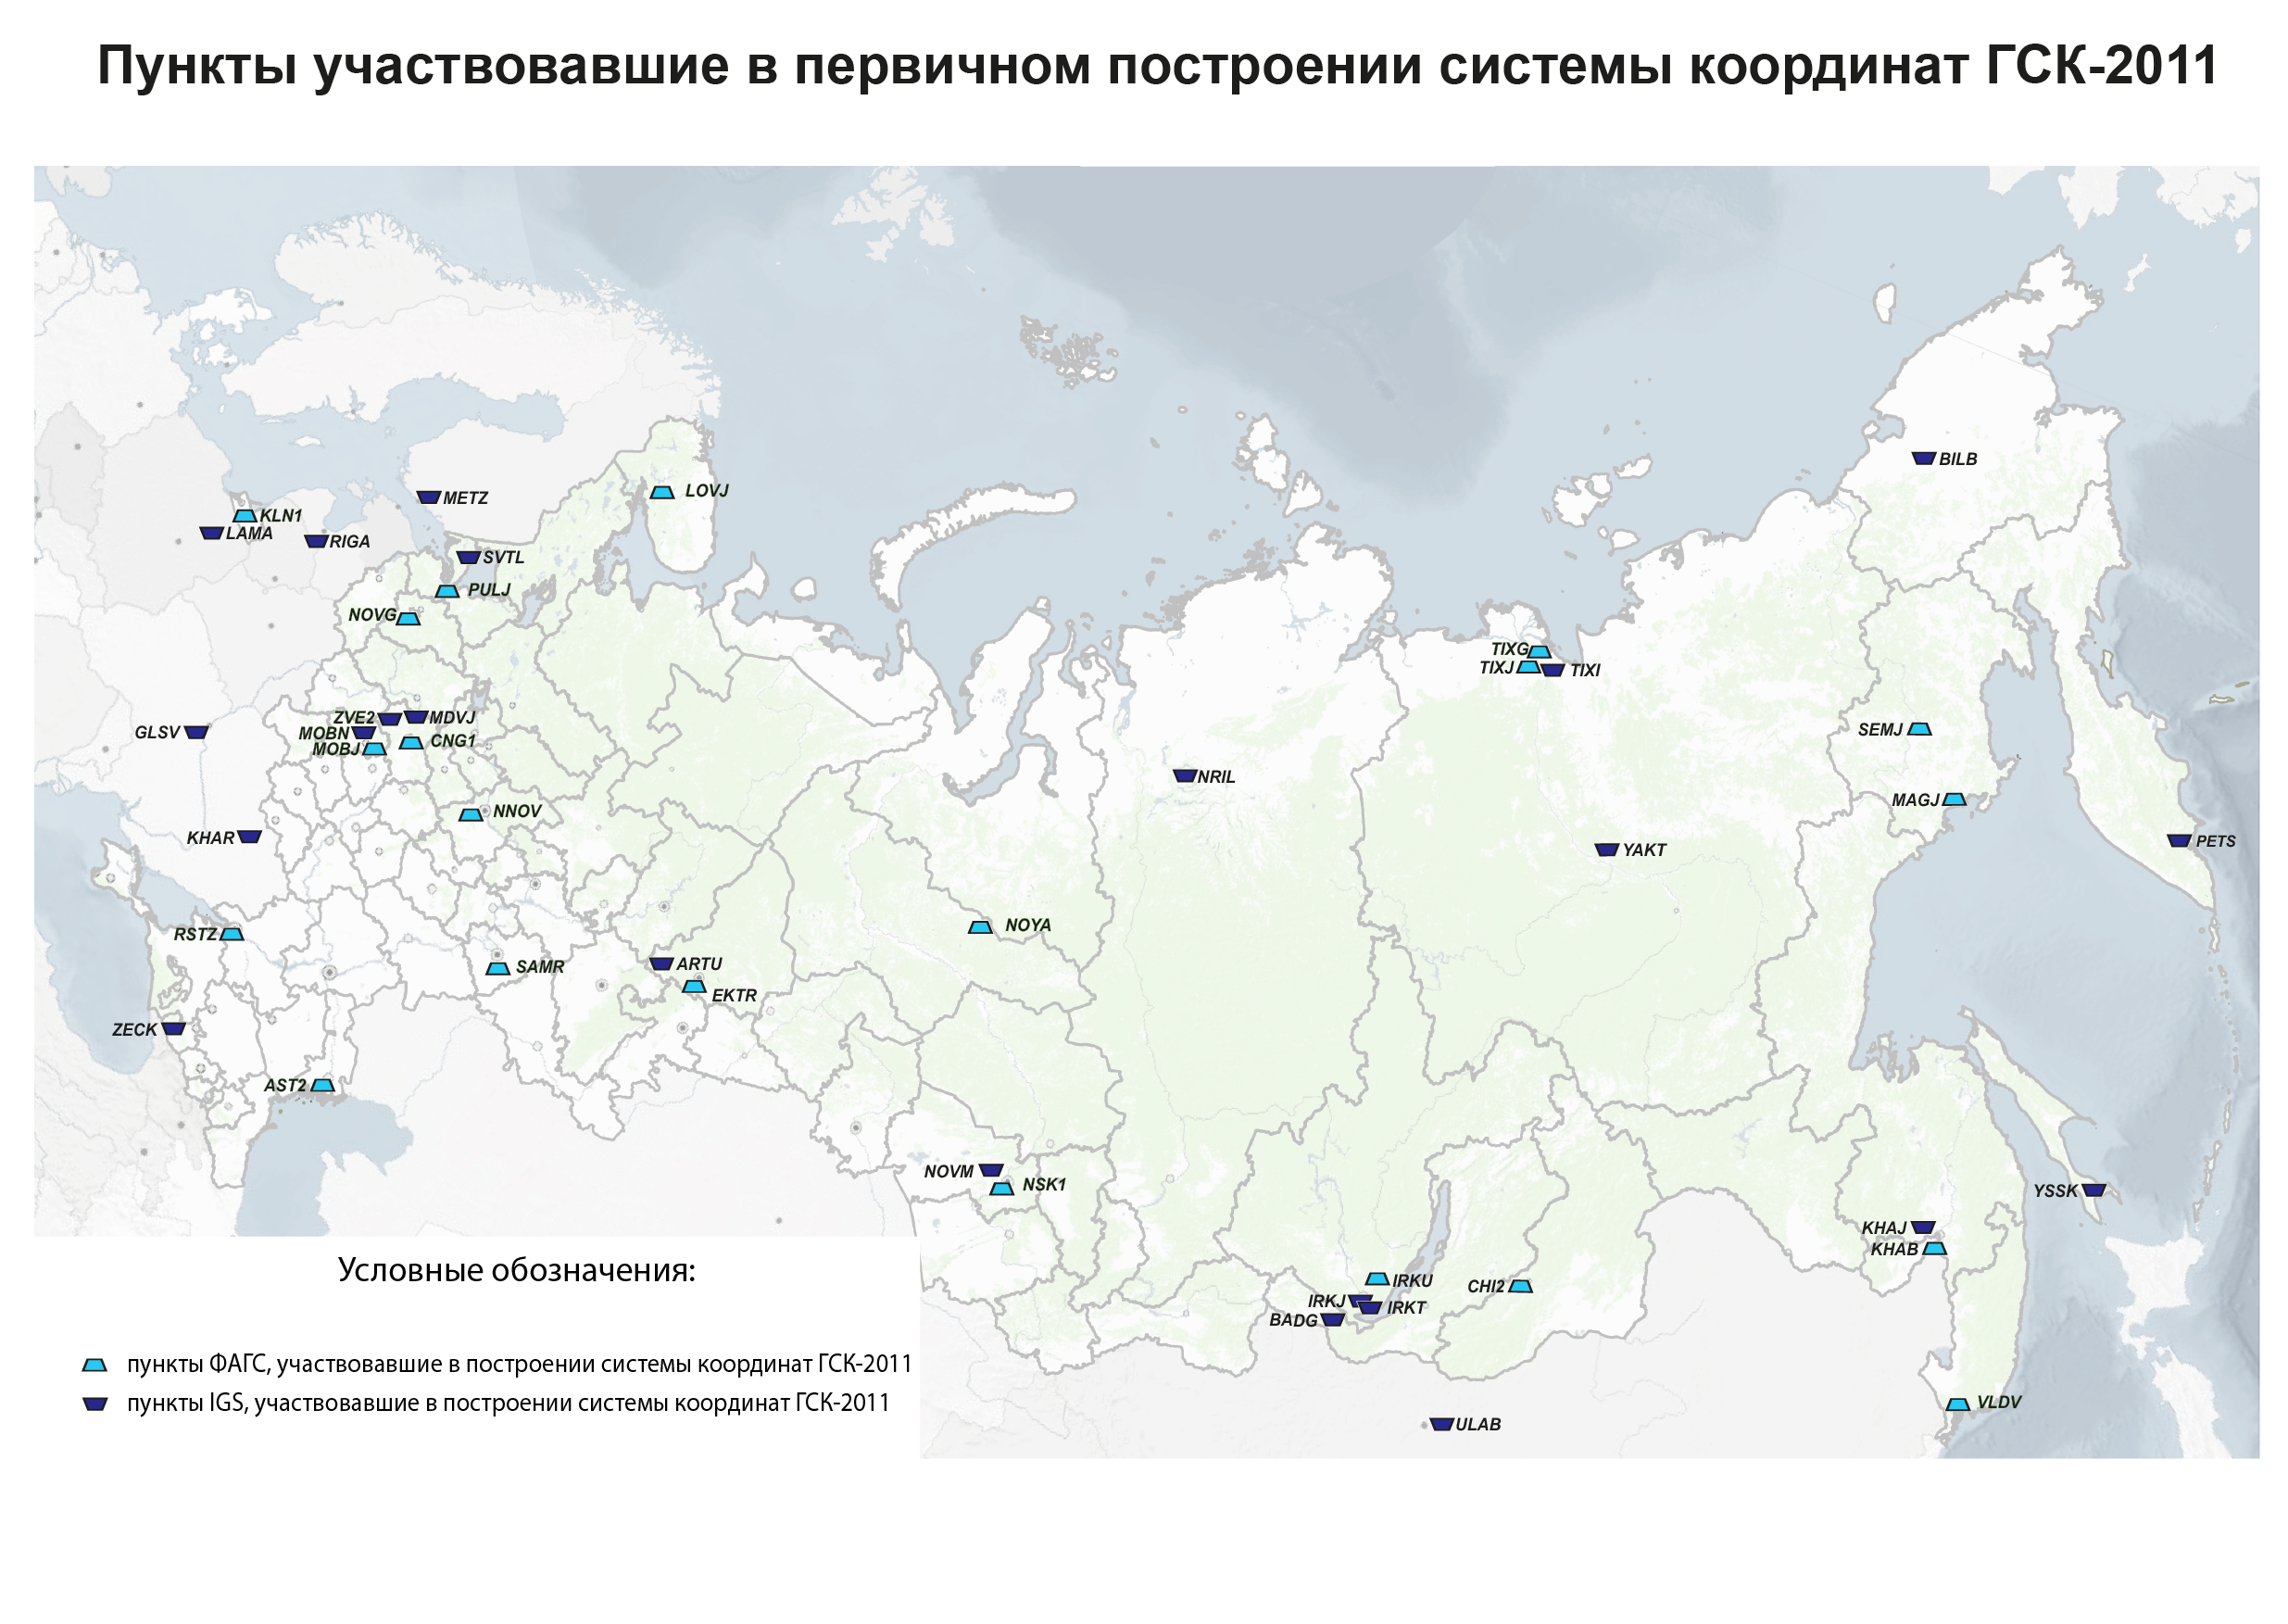 Пункты участвовавшие в первичном построении системы координат ГСК-2011
BILB
LOVJ
METZ
KLN1
LAMA
RIGA
SVTL
PULJ
NOVG
TIXG
TIXJ
TIXI
ZVE2
MDVJ
GLSV
MOBN
MOBJ
CNG1
SEMJ
NRIL
MAGJ
NNOV
KHAR
PETS
YAKT
NOYA
RSTZ
SAMR
ARTU
EKTR
ZECK
AST2
NOVM
NSK1
YSSK
KHAJ
KHAB
IRKU
CHI2
IRKJ
IRKT
BADG
VLDV
ULAB
Условные обозначения:
пункты ФАГС, участвовавшие в построении системы координат ГСК-2011
пункты IGS, участвовавшие в построении системы координат ГСК-2011